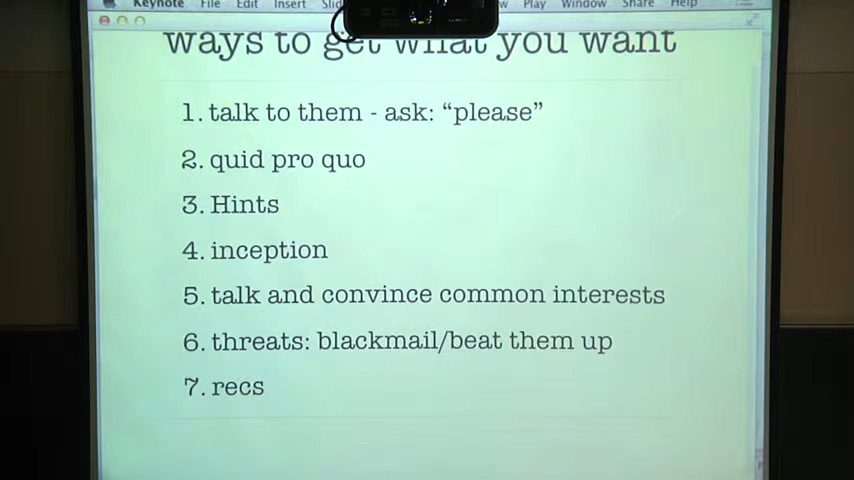 Keynote File Edit Insert Play Window Share Help
ways to get what you want
1. talk to them - ask: “please”
2. quid pro quo
3. Hints
4. inception
5. talk and convince common interests
6. threats: blackmail/beat them up
7. recs